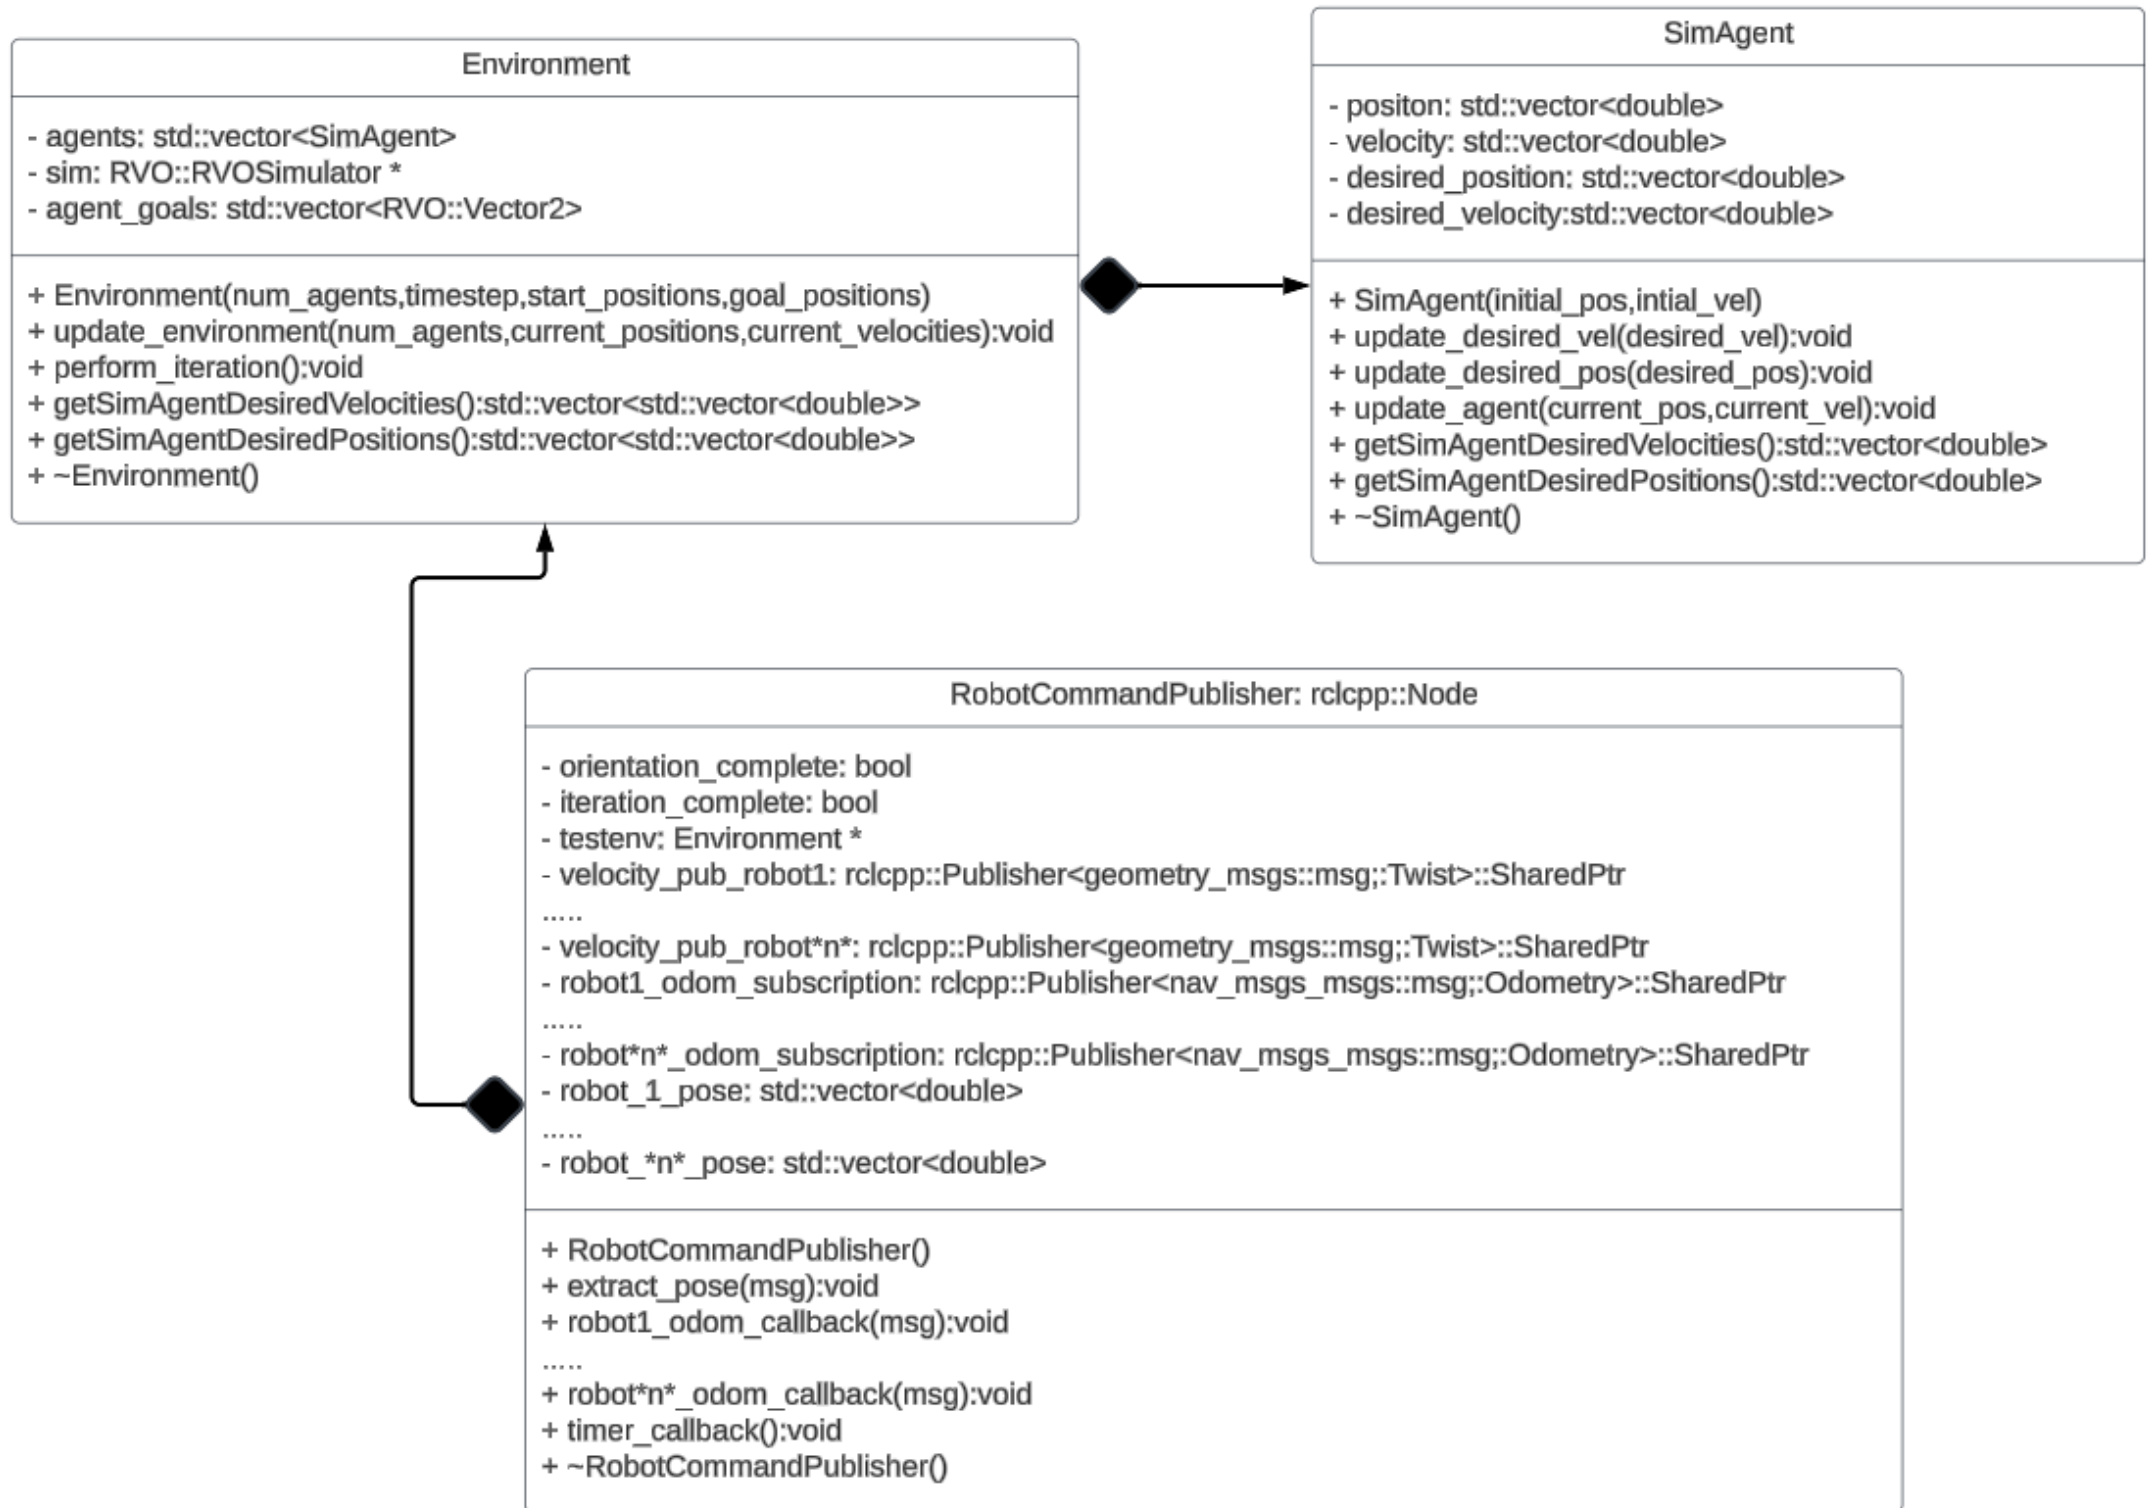 Environment
- agents: std::vector<SimAgent>
- sim: RVO::RVOSimulator *
- agent_goals: std::vector<RVO::Vector2>
+ Environment(num_agents,timestep,start_positions,goal_positions)
+ update_environment(num_agents,current_positions,current_velocities):void
+ perform_iteration():void
+ getSimAgentDesiredVelocities():std::vector<std::vector<double>>
+ getSimAgentDesiredPositions():std::vector<std::vector<double>>
+ ~Environment()
SimAgent
- positon: std::vector<double>
- velocity: std::vector<double>
- desired_position: std::vector<double>
- desired_velocity:std::vector<double>
+ SimAgent(initial_pos,intial_vel)
+ update_desired_vel(desired_vel):void
+ update_desired_pos(desired_pos):void
+ update_agent(current_pos,current_vel):void
+ getSimAgentDesiredVelocities():std::vector<double>
+ getSimAgentDesiredPositions():std::vector<double>
+ ~SimAgent()
RobotCommandPublisher: rclcpp::Node
- orientation_complete: bool
- iteration_complete: bool
- testenv: Environment *
- velocity_pub_robot1: rclcpp::Publisher<geometry_msgs::msg;:Twist>::SharedPtr
.....
- velocity_pub_robot*n*: rclcpp::Publisher<geometry_msgs::msg;:Twist>::SharedPtr
- robot1_odom_subscription: rclcpp::Publisher<nav_msgs_msgs::msg;:Odometry>::SharedPtr
.....
- robot*n*_odom_subscription: rclcpp::Publisher<nav_msgs_msgs::msg;:Odometry>::SharedPtr
- robot_1_pose: std::vector<double>
.....
- robot_*n*_pose: std::vector<double>
+ RobotCommandPublisher()
+ extract_pose(msg):void
+ robot1_odom_callback(msg):void
.....
+ robot*n*_odom_callback(msg):void
+ timer_callback():void
+ ~RobotCommandPublisher()